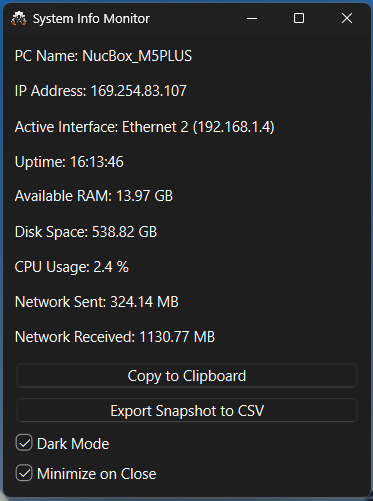 System Info Monitor
PC Name: NucBox_M5PLUS
IP Address: 169.254.83.107
Active Interface: Ethernet 2 (192.168.1.4)
Uptime: 16:13:46
Available RAM: 13.97 GB
Disk Space: 538.82 GB
CPU Usage: 2.4 %
Network Sent: 324.14 MB
Network Received: 1130.77 MB
Copy to Clipboard
Export Snapshot to CSV
Dark Mode
Minimize on Close